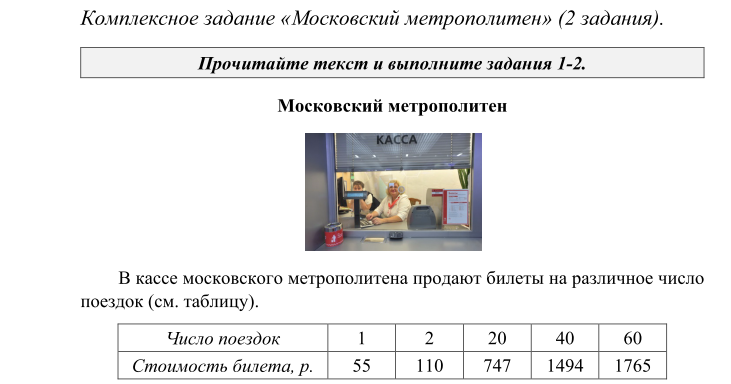 Комплексное задание «Московский метрополитен» (2 задания).
Прочитайте текст и выполните задания 1-2.
Московский метрополитен
КАССА
В кассе московского метрополитена продают билеты на различное число
поездок (см. таблицу).
Число поездок 1 2 20 40 60
Стоимость билета, р. 55 110 747 1494 1765